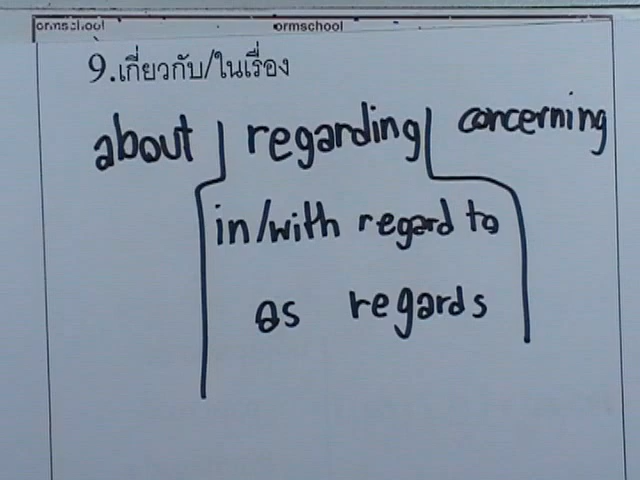 ormschool ormschool
9.เกี่ยวกับ/ในเรื่อง
about regarding concerning
in/with regard to
as regards